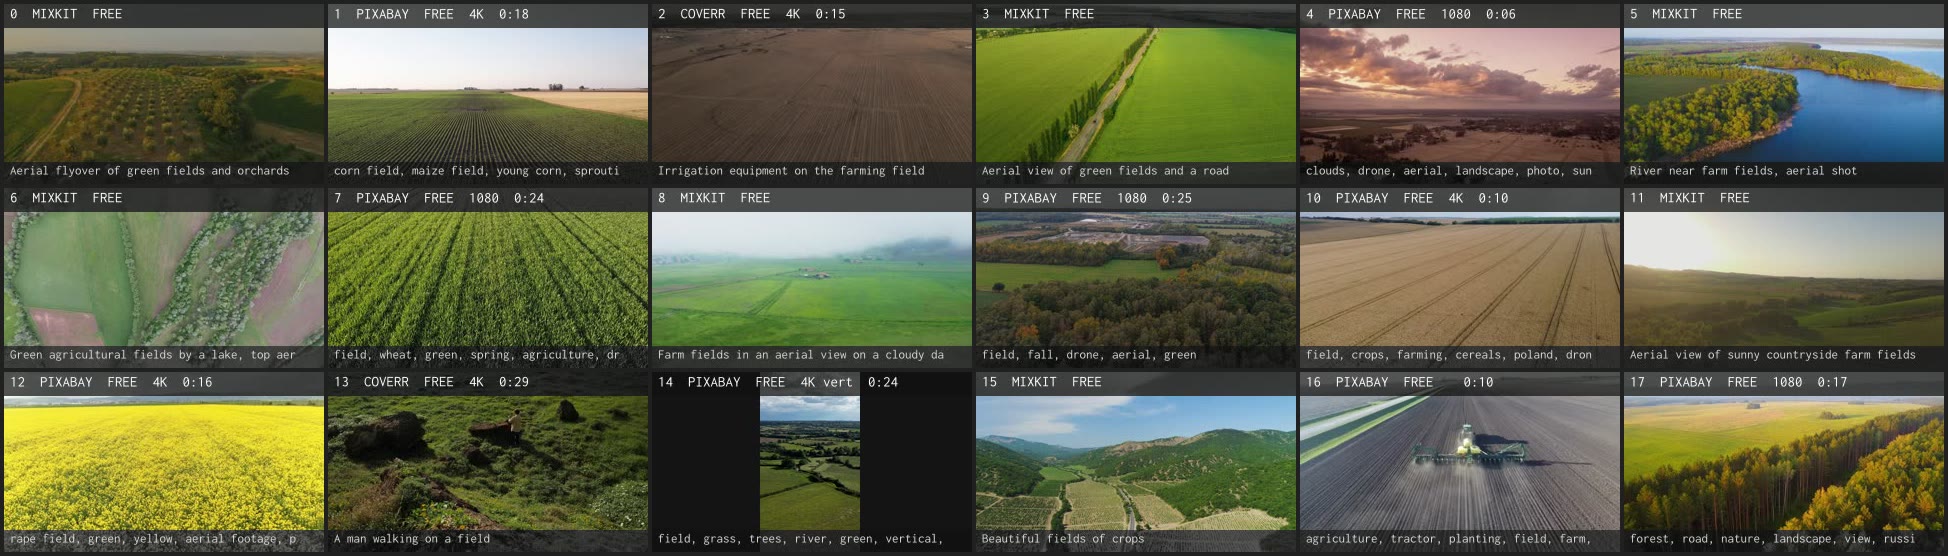 0 MIXKIT FREE
Aerial flyover of green fields and orchards
1 PIXABAY FREE 4K 0:18
corn field, maize field, young corn, sprouti
2 COVERR FREE 4K 0:15
Irrigation equipment on the farming field
3 MIXKIT FREE
Aerial view of green fields and a road
4 PIXABAY FREE 1080 0:06
clouds, drone, aerial, landscape, photo, sun
5 MIXKIT FREE
River near farm fields, aerial shot
6 MIXKIT FREE
Green agricultural fields by a lake, top aer
7 PIXABAY FREE 1080 0:24
field, wheat, green, spring, agriculture, dr
8 MIXKIT FREE
Farm fields in an aerial view on a cloudy da
9 PIXABAY FREE 1080 0:25
field, fall, drone, aerial, green
10 PIXABAY FREE 4K 0:10
field, crops, farming, cereals, poland, dron
11 MIXKIT FREE
Aerial view of sunny countryside farm fields
12 PIXABAY FREE 4K 0:16
rape field, green, yellow, aerial footage, p
13 COVERR FREE 4K 0:29
A man walking on a field
14 PIXABAY FREE 4K vert 0:24
field, grass, trees, river, green, vertical,
15 MIXKIT FREE
Beautiful fields of crops
16 PIXABAY FREE 0:10
agriculture, tractor, planting, field, farm,
17 PIXABAY FREE 1080 0:17
forest, road, nature, landscape, view, russi